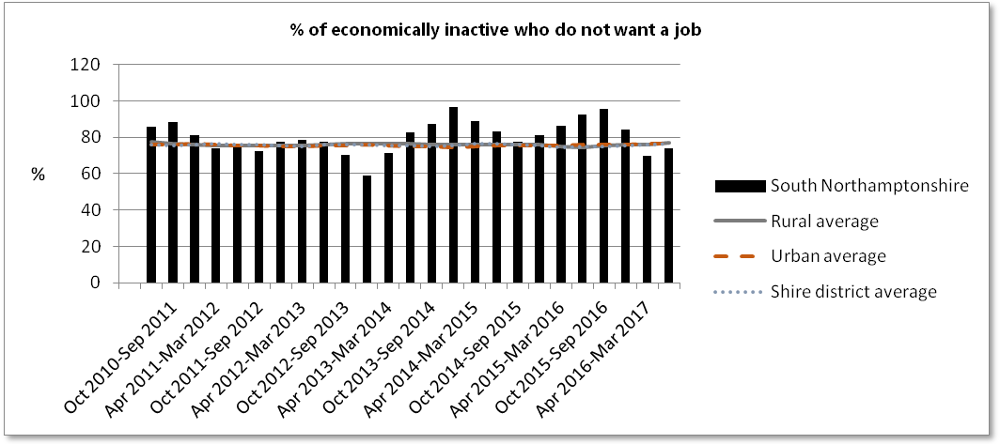 % of economically inactive who do not want a job
120
100
80
60
40
20
0
%
Oct 2010-Sep 2011
Apr 2011-Mar 2012
Oct 2011-Sep 2012
Apr 2012-Mar 2013
Oct 2012-Sep 2013
Apr 2013-Mar 2014
Oct 2013-Sep 2014
Apr 2014-Mar 2015
Oct 2014-Sep 2015
Apr 2015-Mar 2016
Oct 2015-Sep 2016
Apr 2016-Mar 2017
South Northamptonshire
Rural average
Urban average
Shire district average